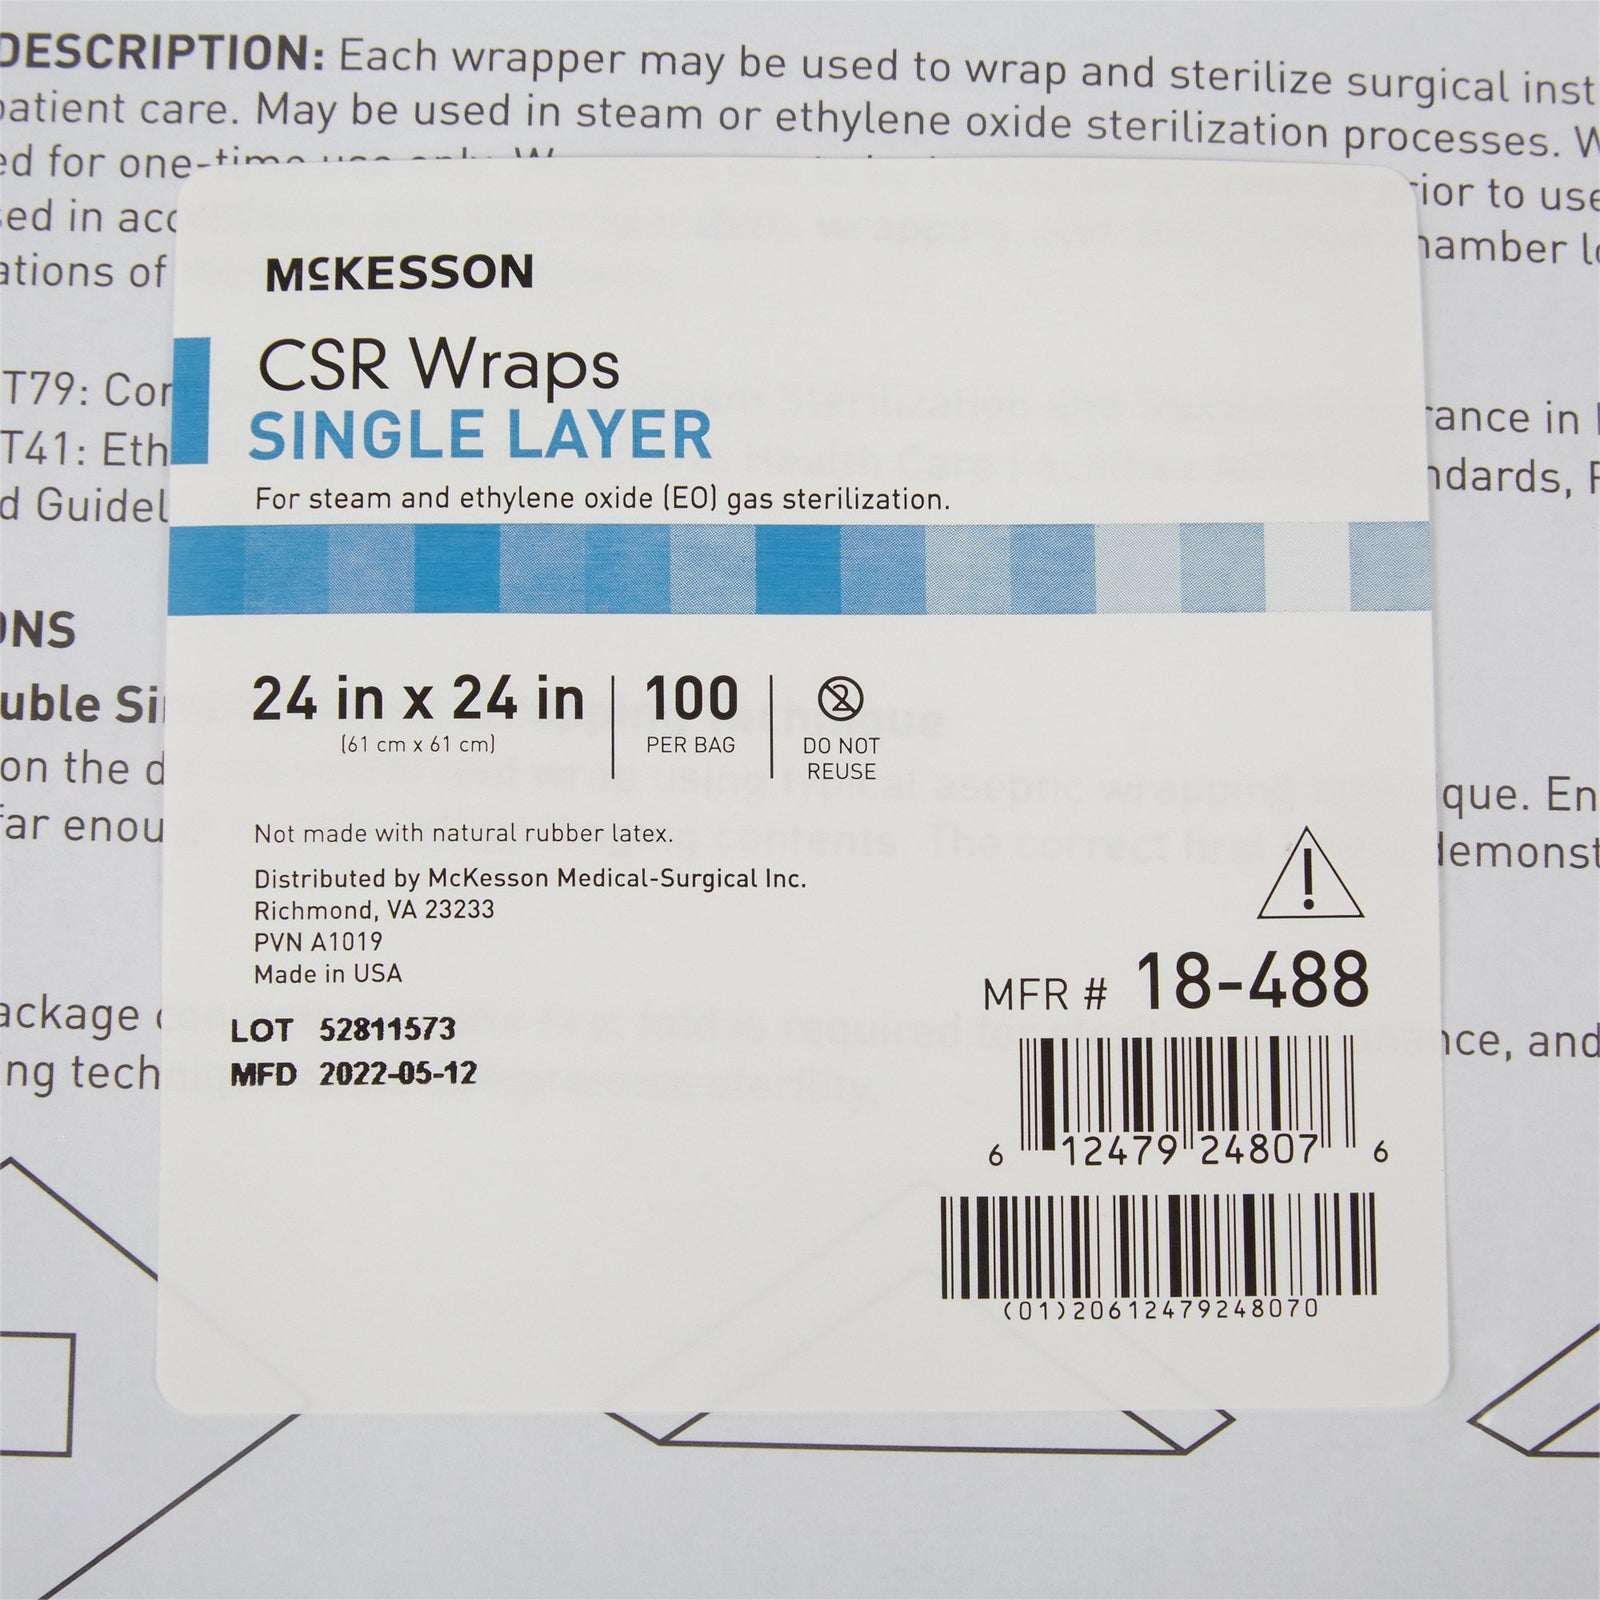 DESCRIPTION: Each wrapper may be used to wrap and sterilize surgical inst
patient care. May be used in steam or ethylene oxide sterilization processes. W
ed for one-time use only. W
ior to use
sed in acc
hamber lo
ations of
McKESSON
CSR Wraps
SINGLE LAYER
For steam and ethylene oxide (EO) gas sterilization.
T79: Cor
rance in
T41: Eth
ndards,
d Guidel
ONS
uble Si
on the d
que. En
far enou
demonst
24 in x 24 in
(61 cm x 61 cm)
100
PER BAG
2
DO NOT
REUSE
Not made with natural rubber latex.
Distributed by McKesson Medical-Surgical Inc.
Richmond, VA 23233
PVN A1019
Made in USA
LOT 52811573
MFD 2022-05-12
ackage
nce, and
ing tech
!
MFR # 18-488
6 12479 24807 6
(01)20612479248070